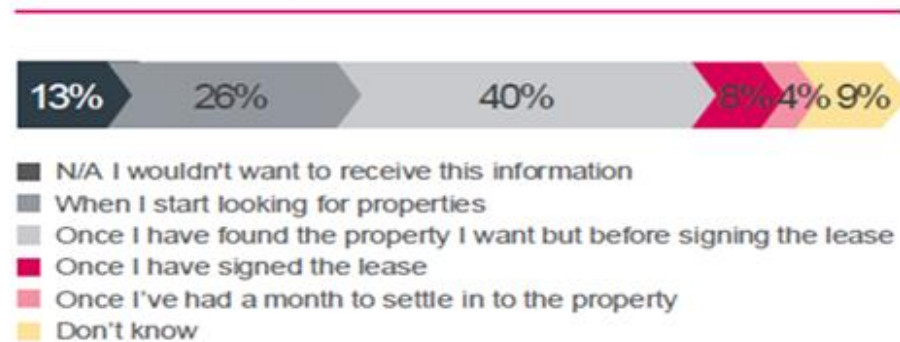 13% 26% 40% 8% 4% 9%
N/A I wouldn't want to receive this information
When I start looking for properties
Once I have found the property I want but before signing the lease
Once I have signed the lease
Once I've had a month to settle in to the property
Don't know